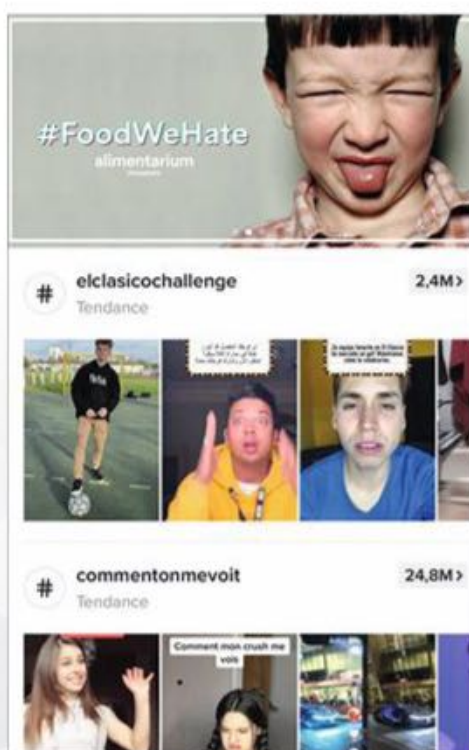 #FoodWeHate
alimentarium
#
elclasicochallenge
2,4M>
Tendance
#
commentonmevoit
24,8M>
Tendance
Comment mon crush me
vois